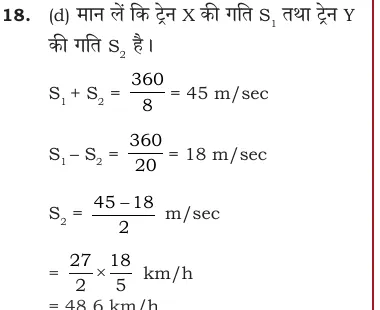 18. (d) मान लें कि ट्रेन X की गति S₁ तथा ट्रेन Y
की गति S₂ है।
S₁ + S₂ = 360/8 = 45 m/sec
S₁ – S₂ = 360/20 = 18 m/sec
S₂ = (45 – 18)/2 m/sec
= 27/2 × 18/5 km/h
= 48.6 km/h